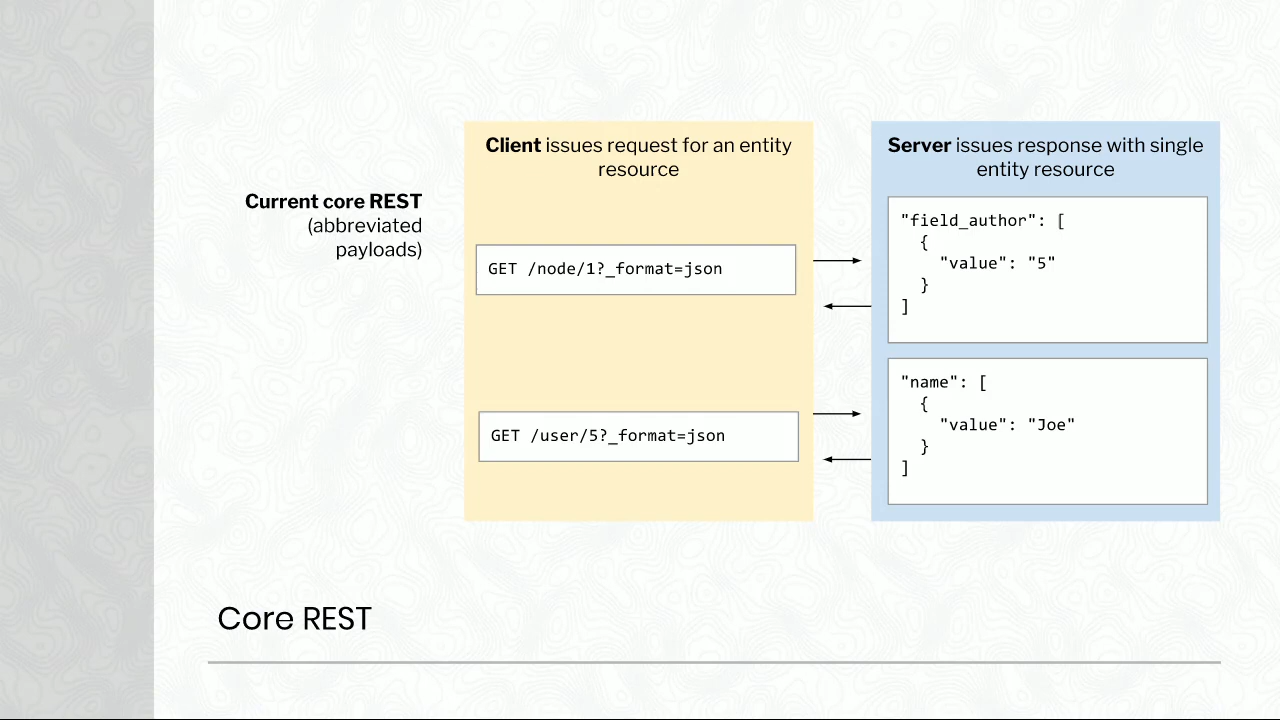 Current core REST
(abbreviated
payloads)
Client issues request for an entity
resource
GET /node/1?_format=json
GET /user/5?_format=json
Server issues response with single
entity resource
"field_author": [
  {
    "value": "5"
  }
]
"name": [
  {
    "value": "Joe"
  }
]
Core REST